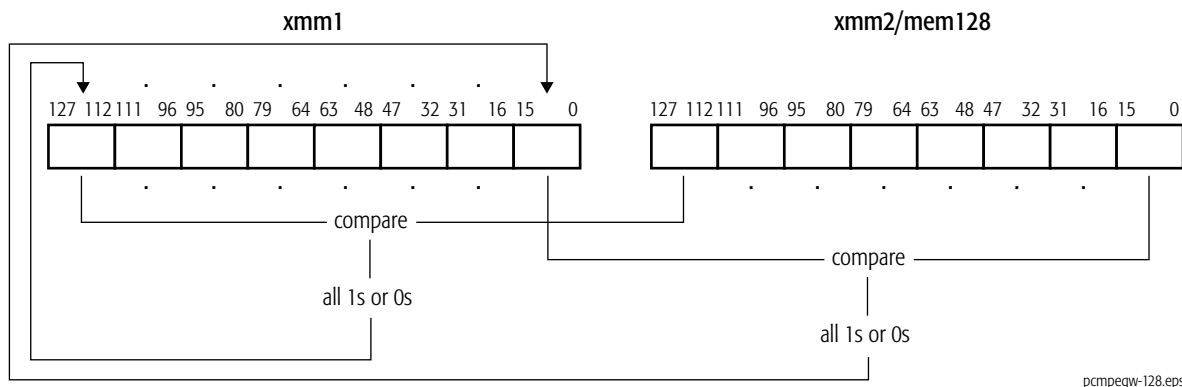 xmm1 xmm2/mem128
. . . . . . 
127 112 111 96 95 80 79 64 63 48 47 32 31 16 15 0 127 112 111 96 95 80 79 64 63 48 47 32 31 16 15 0
. . . . . . . . . . . .
compare
compare
all 1s or 0s
all 1s or 0s
pcmpeqw-128.eps